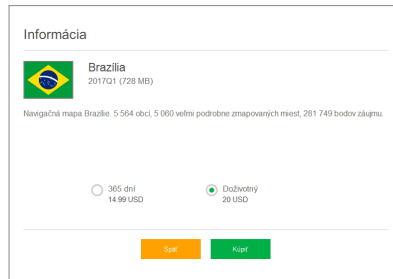 Informácia
Brazília
2017Q1 (728 MB)
Navigačná mapa Brazílie. 5 564 obcí, 5 060 veľmi podrobne zmapovaných miest, 281 749 bodov záujmu.
365 dní
14.99 USD
Doživotný
20 USD
Späť
Kúpiť